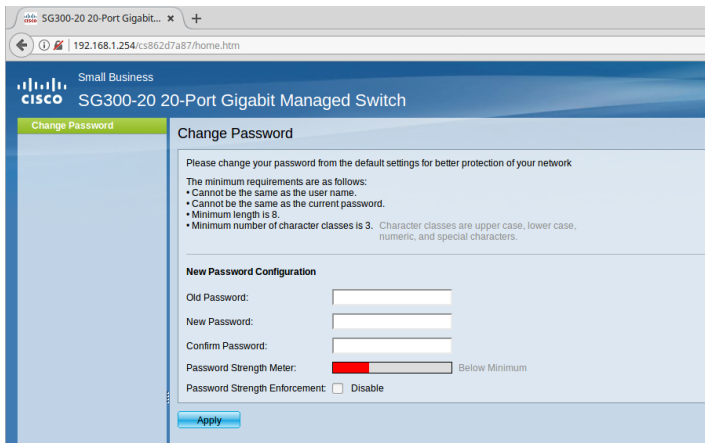 SG300-20 20-Port Gigabit... × +
192.168.1.254/cs862d7a87/home.htm
Small Business
cisco SG300-20 20-Port Gigabit Managed Switch
Change Password
Change Password
Please change your password from the default settings for better protection of your network
The minimum requirements are as follows:
• Cannot be the same as the user name.
• Cannot be the same as the current password.
• Minimum length is 8.
• Minimum number of character classes is 3. Character classes are upper case, lower case,
numeric, and special characters.
New Password Configuration
Old Password:
New Password:
Confirm Password:
Password Strength Meter: Below Minimum
Password Strength Enforcement: Disable
Apply